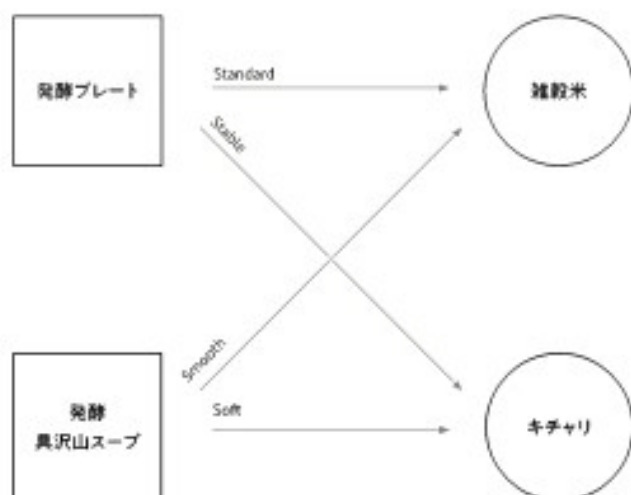 発酵プレート
Standard
雑穀米
Stable
Smooth
発酵
具沢山スープ
Soft
キチャリ